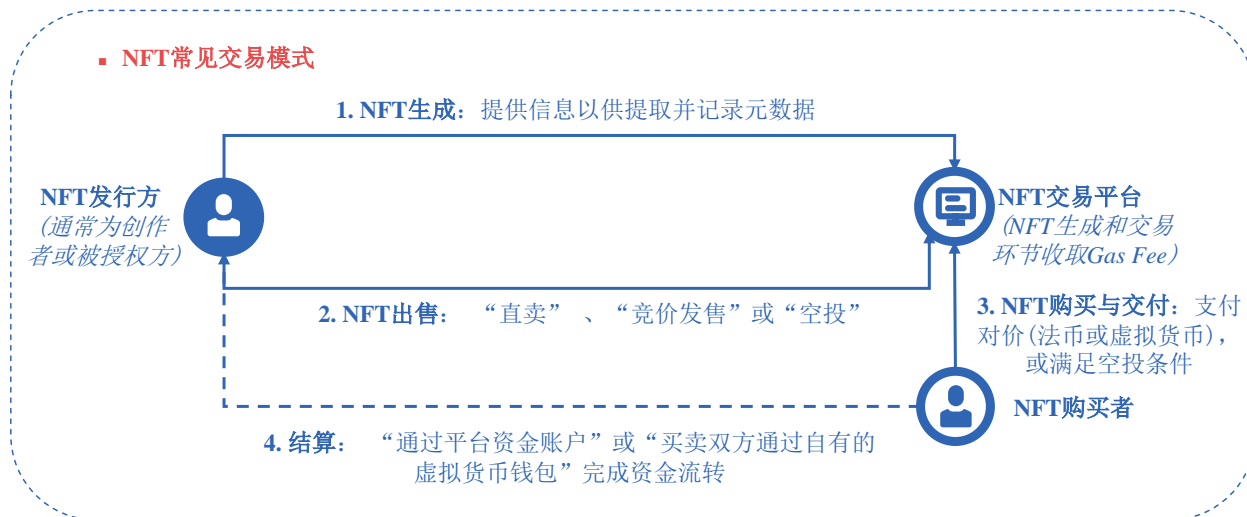 ▪ NFT常见交易模式
1. NFT生成：提供信息以供提取并记录元数据
NFT发行方
(通常为创作
者或被授权方)
NFT交易平台
(NFT生成和交易
环节收取Gas Fee)
2. NFT出售： “直卖” 、“竞价发售”或“空投”
3. NFT购买与交付：支付
对价(法币或虚拟货币)，
或满足空投条件
NFT购买者
4. 结算： “通过平台资金账户”或“买卖双方通过自有的
虚拟货币钱包”完成资金流转